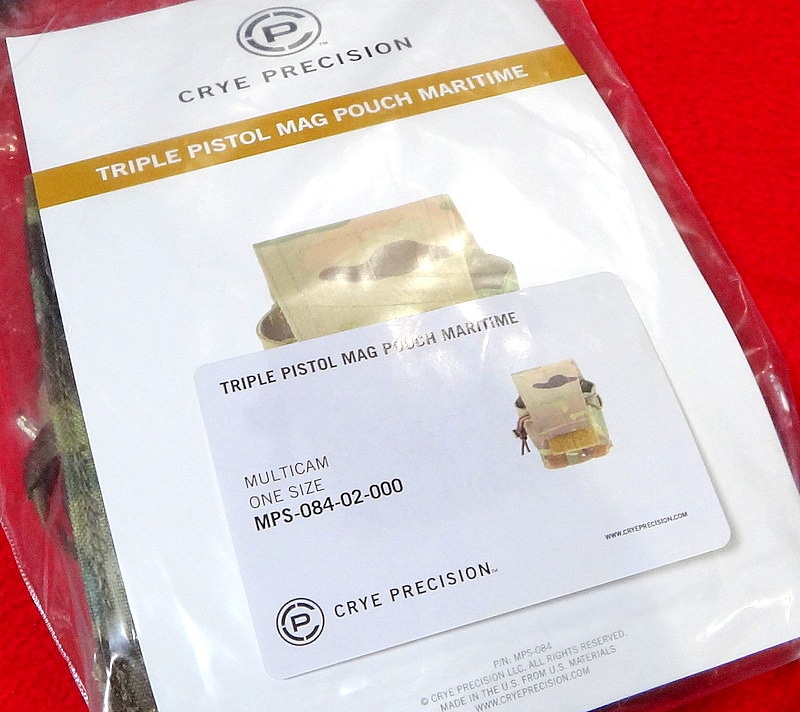 P
TM
CRYE PRECISION
TRIPLE PISTOL MAG POUCH MARITIME
TRIPLE PISTOL MAG POUCH MARITIME
MULTICAM
ONE SIZE
MPS-084-02-000
WWW.CRYEPRECISION.COM
P CRYE PRECISION™
P/N: MPS-084
© CRYE PRECISION LLC. ALL RIGHTS RESERVED.
MADE IN THE U.S. FROM U.S. MATERIALS
WWW.CRYEPRECISION.COM